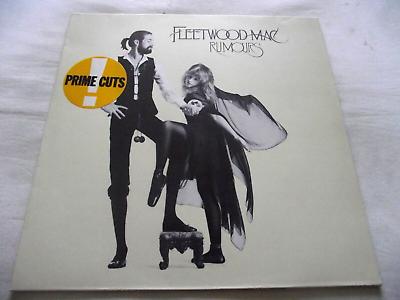 FLEETWOOD MAC
RUMOURS
PRIME CUTS
!